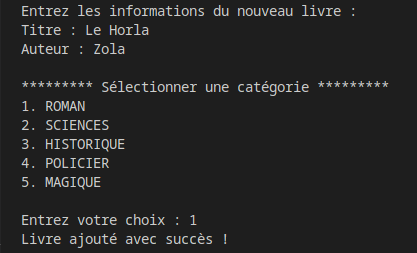 Entrez les informations du nouveau livre :
Titre : Le Horla
Auteur : Zola
********* Sélectionner une catégorie *********
1. ROMAN
2. SCIENCES
3. HISTORIQUE
4. POLICIER
5. MAGIQUE
Entrez votre choix : 1
Livre ajouté avec succès !